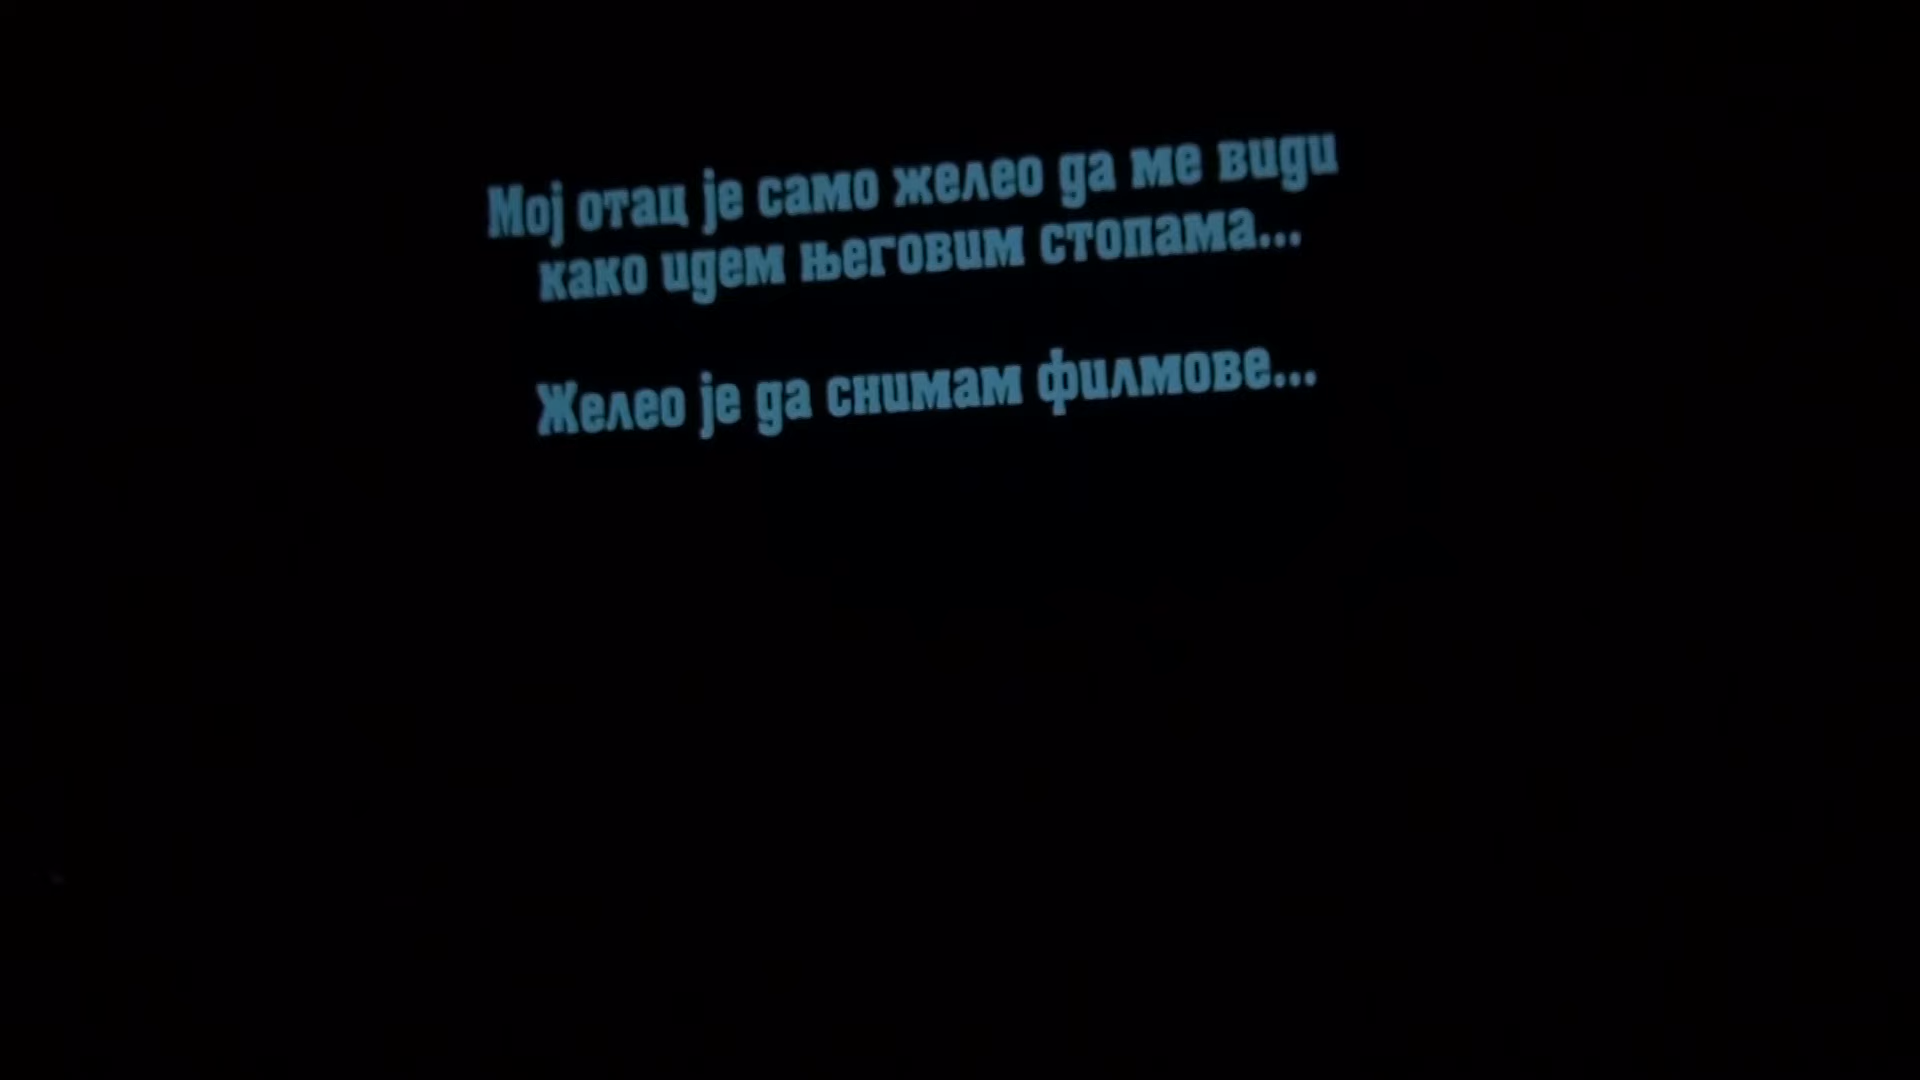 Мој отац је само желео да ме види
како идем његовим стопама...
Желео је да снимам филмове...